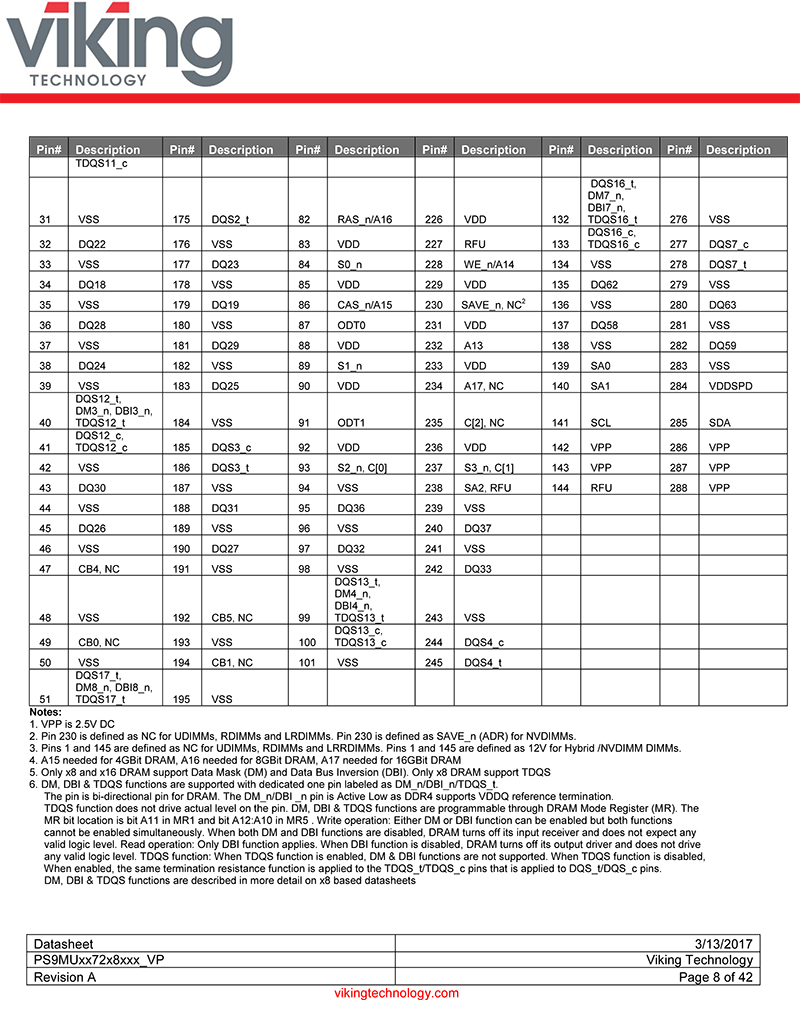 viking
TECHNOLOGY
Pin# Description Pin# Description Pin# Description Pin# Description Pin# Description Pin# Description
TDQS11_c
DQS16_t,
DM7_n,
DBI7_n,
31 VSS 175 DQS2_t 82 RAS_n/A16 226 VDD 132 TDQS16_t 276 VSS
DQS16_c,
32 DQ22 176 VSS 83 VDD 227 RFU 133 TDQS16_c 277 DQS7_c
33 VSS 177 DQ23 84 S0_n 228 WE_n/A14 134 VSS 278 DQS7_t
34 DQ18 178 VSS 85 VDD 229 VDD 135 DQ62 279 VSS
35 VSS 179 DQ19 86 CAS_n/A15 230 SAVE_n, NC2 136 VSS 280 DQ63
36 DQ28 180 VSS 87 ODT0 231 VDD 137 DQ58 281 VSS
37 VSS 181 DQ29 88 VDD 232 A13 138 VSS 282 DQ59
38 DQ24 182 VSS 89 S1_n 233 VDD 139 SA0 283 VSS
39 VSS 183 DQ25 90 VDD 234 A17, NC 140 SA1 284 VDDSPD
DQS12_t,
DM3_n, DBI3_n,
40 TDQS12_t 184 VSS 91 ODT1 235 C[2], NC 141 SCL 285 SDA
DQS12_c,
41 TDQS12_c 185 DQS3_c 92 VDD 236 VDD 142 VPP 286 VPP
42 VSS 186 DQS3_t 93 S2_n, C[0] 237 S3_n, C[1] 143 VPP 287 VPP
43 DQ30 187 VSS 94 VSS 238 SA2, RFU 144 RFU 288 VPP
44 VSS 188 DQ31 95 DQ36 239 VSS
45 DQ26 189 VSS 96 VSS 240 DQ37
46 VSS 190 DQ27 97 DQ32 241 VSS
47 CB4, NC 191 VSS 98 VSS 242 DQ33
DQS13_t,
DM4_n,
DBI4_n,
48 VSS 192 CB5, NC 99 TDQS13_t 243 VSS
DQS13_c,
49 CB0, NC 193 VSS 100 TDQS13_c 244 DQS4_c
50 VSS 194 CB1, NC 101 VSS 245 DQS4_t
DQS17_t,
DM8_n, DBI8_n,
51 TDQS17_t 195 VSS
Notes:
1. VPP is 2.5V DC
2. Pin 230 is defined as NC for UDIMMs, RDIMMs and LRDIMMs. Pin 230 is defined as SAVE_n (ADR) for NVDIMMs.
3. Pins 1 and 145 are defined as NC for UDIMMs, RDIMMs and LRRDIMMs. Pins 1 and 145 are defined as 12V for Hybrid /NVDIMM DIMMs.
4. A15 needed for 4GBit DRAM, A16 needed for 8GBit DRAM, A17 needed for 16GBit DRAM
5. Only x8 and x16 DRAM support Data Mask (DM) and Data Bus Inversion (DBI). Only x8 DRAM support TDQS
6. DM, DBI & TDQS functions are supported with dedicated one pin labeled as DM_n/DBI_n/TDQS_t.
The pin is bi-directional pin for DRAM. The DM_n/DBI _n pin is Active Low as DDR4 supports VDDQ reference termination.
TDQS function does not drive actual level on the pin. DM, DBI & TDQS functions are programmable through DRAM Mode Register (MR). The
MR bit location is bit A11 in MR1 and bit A12:A10 in MR5 . Write operation: Either DM or DBI function can be enabled but both functions
cannot be enabled simultaneously. When both DM and DBI functions are disabled, DRAM turns off its input receiver and does not expect any
valid logic level. Read operation: Only DBI function applies. When DBI function is disabled, DRAM turns off its output driver and does not drive
any valid logic level. TDQS function: When TDQS function is enabled, DM & DBI functions are not supported. When TDQS function is disabled,
When enabled, the same termination resistance function is applied to the TDQS_t/TDQS_c pins that is applied to DQS_t/DQS_c pins.
DM, DBI & TDQS functions are described in more detail on x8 based datasheets
Datasheet 3/13/2017
PS9MUxx72x8xxx_VP Viking Technology
Revision A Page 8 of 42
vikingtechnology.com